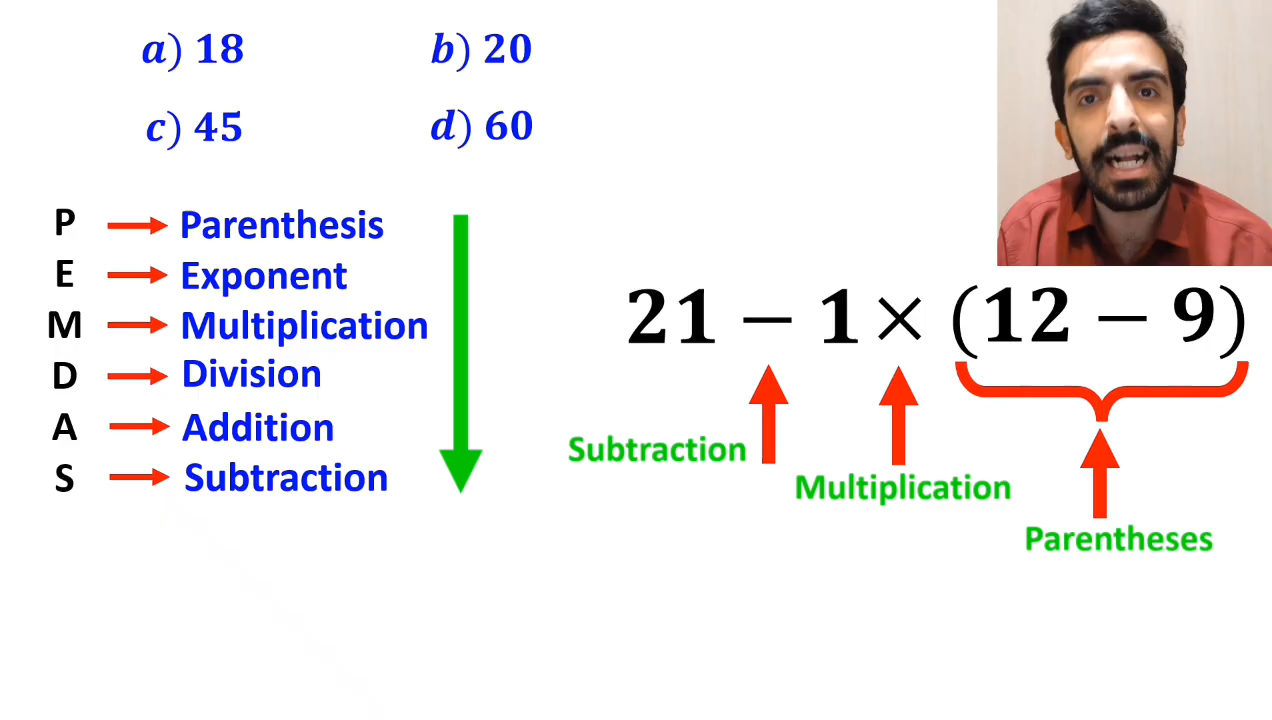 a) 18 b) 20
c) 45 d) 60
P Parenthesis
E Exponent
M Multiplication
D Division
A Addition
S Subtraction
21 − 1 × (12 − 9)
Subtraction
Multiplication
Parentheses